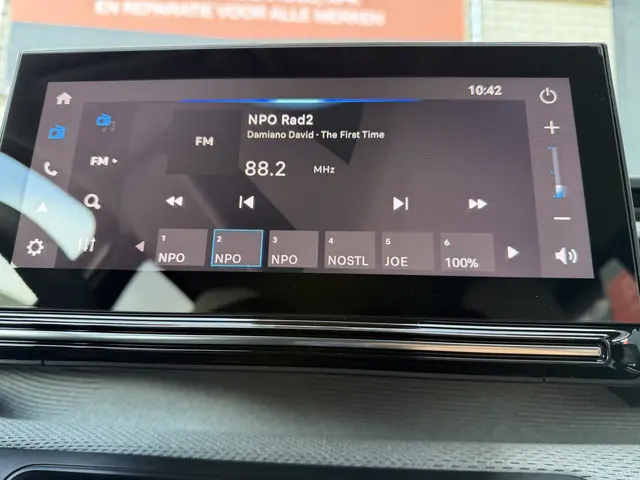 EN REPARATIE VOOR ALLE MERKEN
10:42
NPO Rad2
Damiano David · The First Time
FM
FM
88.2 MHz
1 2 3 4 5 6
NPO NPO NPO NOSTL JOE 100%